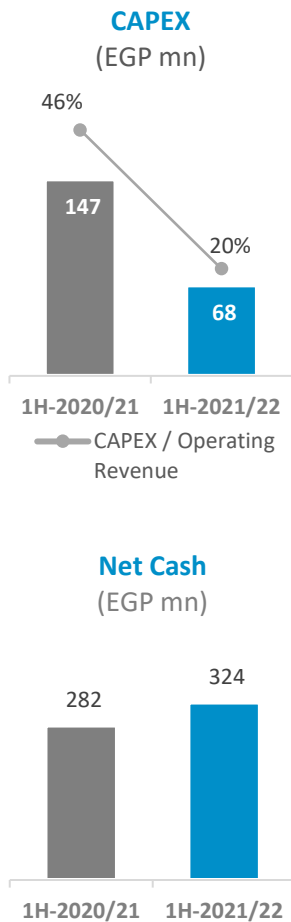 CAPEX
(EGP mn)
46%
147
20%
68
1H-2020/21 1H-2021/22
CAPEX / Operating
Revenue
Net Cash
(EGP mn)
282
324
1H-2020/21 1H-2021/22